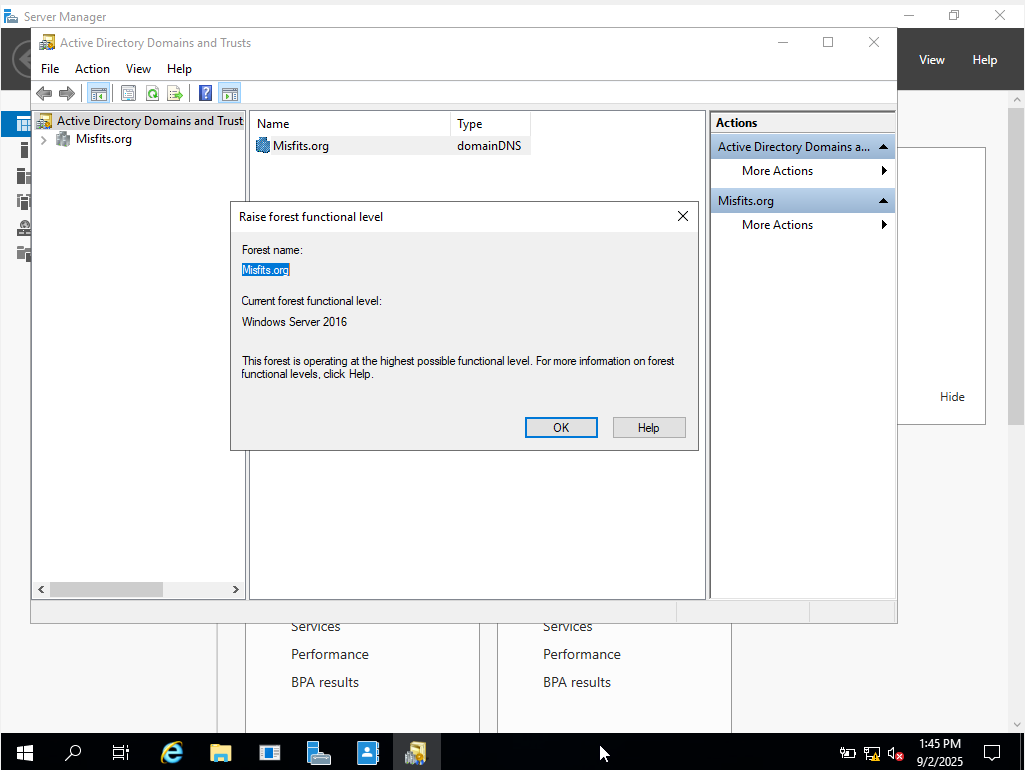 Server Manager
Active Directory Domains and Trusts
File Action View Help
View Help
Active Directory Domains and Trust
Misfits.org
Name Type
Misfits.org domainDNS
Actions
Active Directory Domains a...
More Actions
Misfits.org
More Actions
Raise forest functional level
Forest name:
Misfits.org
Current forest functional level:
Windows Server 2016
This forest is operating at the highest possible functional level. For more information on forest
functional levels, click Help.
OK Help
Hide
Services Services
Performance Performance
BPA results BPA results
1:45 PM
9/2/2025